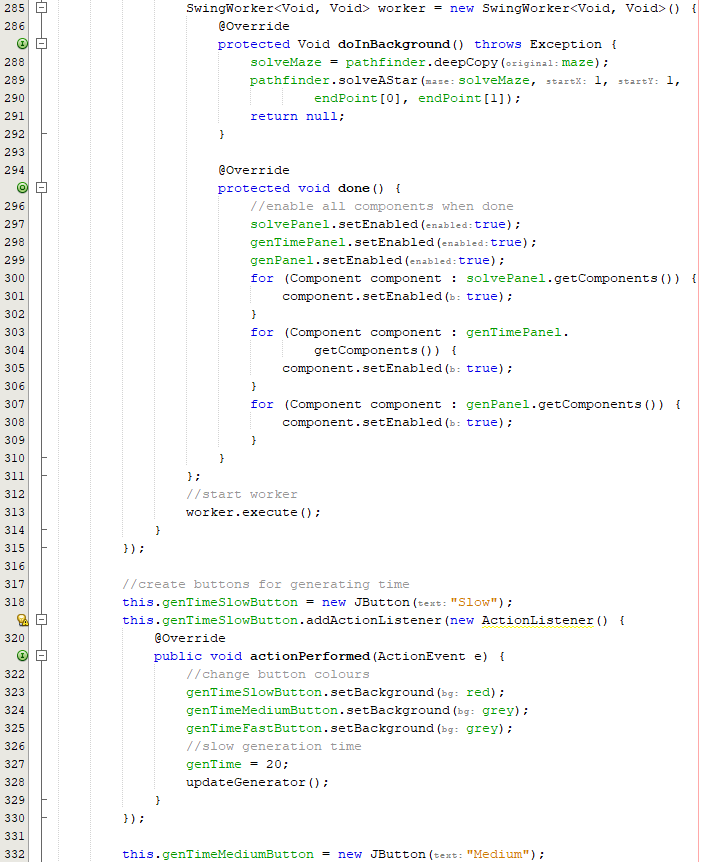 285 SwingWorker<Void, Void> worker = new SwingWorker<Void, Void>() {
286 @Override
protected Void doInBackground() throws Exception {
288 solveMaze = pathfinder.deepCopy(original: maze);
289 pathfinder.solveAStar(maze: solveMaze, startX: 1, startY: 1,
290 endPoint[0], endPoint[1]);
291 return null;
292 }
293
294 @Override
protected void done() {
296 //enable all components when done
297 solvePanel.setEnabled(enabled: true);
298 genTimePanel.setEnabled(enabled: true);
299 genPanel.setEnabled(enabled: true);
300 for (Component component : solvePanel.getComponents()) {
301 component.setEnabled(b: true);
302 }
303 for (Component component : genTimePanel.
304 getComponents()) {
305 component.setEnabled(b: true);
306 }
307 for (Component component : genPanel.getComponents()) {
308 component.setEnabled(b: true);
309 }
310 }
311 };
312 //start worker
313 worker.execute();
314 }
315 });
316
317 //create buttons for generating time
318 this.genTimeSlowButton = new JButton(text: "Slow");
this.genTimeSlowButton.addActionListener(new ActionListener() {
320 @Override
public void actionPerformed(ActionEvent e) {
322 //change button colours
323 genTimeSlowButton.setBackground(bg: red);
324 genTimeMediumButton.setBackground(bg: grey);
325 genTimeFastButton.setBackground(bg: grey);
326 //slow generation time
327 genTime = 20;
328 updateGenerator();
329 }
330 });
331
332 this.genTimeMediumButton = new JButton(text: "Medium");